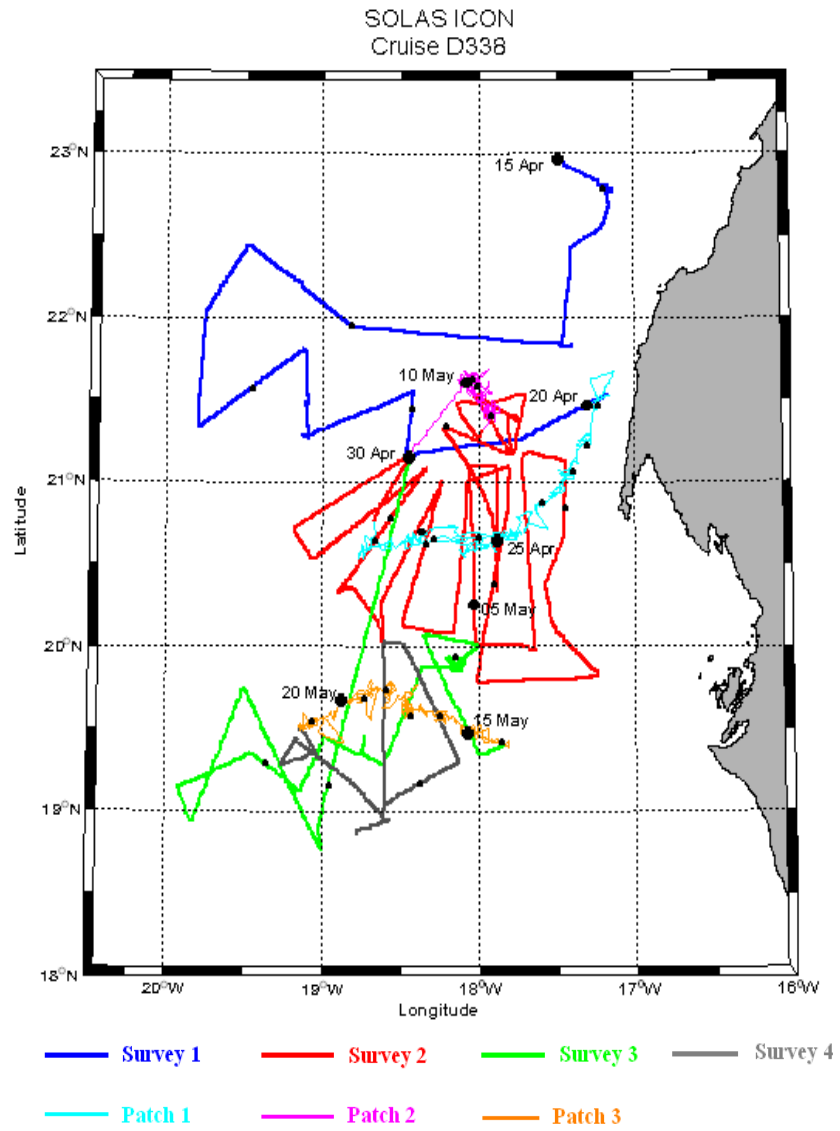 SOLAS ICON
Cruise D338
23°N
15 Apr
22°N
10 May
20 Apr
30 Apr
21°N
Latitude
25 Apr
05 May
20°N
20 May
15 May
19°N
18°N
20°W 19°W 18°W 17°W 16°W
Longitude
Survey 1 Survey 2 Survey 3 Survey 4
Patch 1 Patch 2 Patch 3